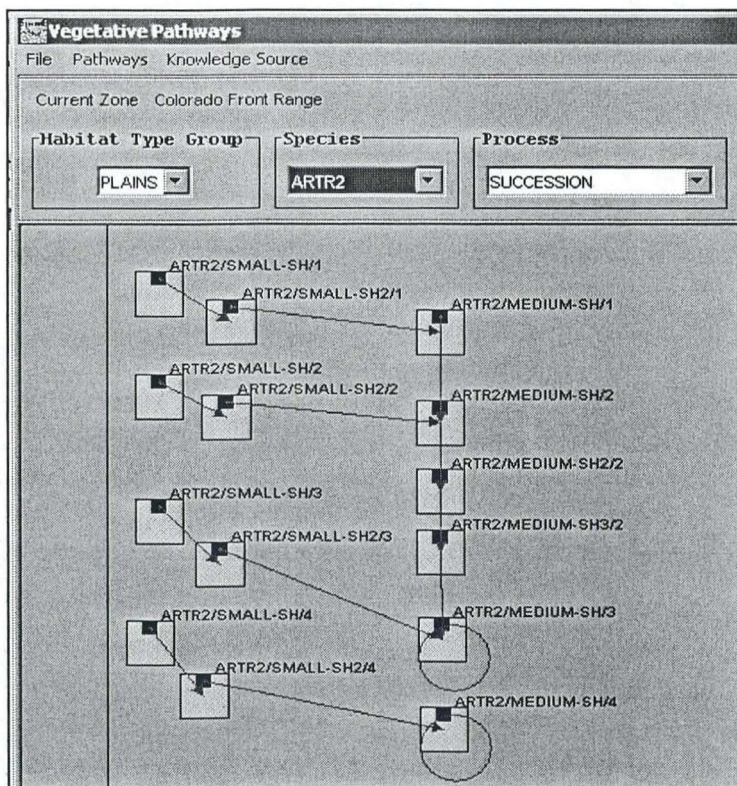 Vegetative Pathways
File Pathways Knowledge Source
Current Zone Colorado Front Range
Habitat Type Group Species Process
PLAINS ARTR2 SUCCESSION
ARTR2/SMALL-SH/1
ARTR2/SMALL-SH2/1
ARTR2/MEDIUM-SH/1
ARTR2/SMALL-SH/2
ARTR2/SMALL-SH2/2
ARTR2/MEDIUM-SH/2
ARTR2/MEDIUM-SH2/2
ARTR2/SMALL-SH/3
ARTR2/MEDIUM-SH3/2
ARTR2/SMALL-SH2/3
ARTR2/SMALL-SH/4
ARTR2/MEDIUM-SH/3
ARTR2/SMALL-SH2/4
ARTR2/MEDIUM-SH/4